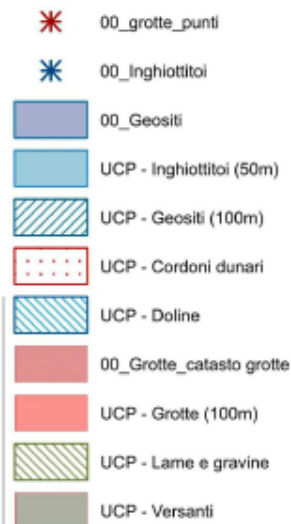 00_grotte_punti
00_Inghiottitoi
00_Geositi
UCP - Inghiottitoi (50m)
UCP - Geositi (100m)
UCP - Cordoni dunari
UCP - Doline
00_Grotte_catasto grotte
UCP - Grotte (100m)
UCP - Lame e gravine
UCP - Versanti